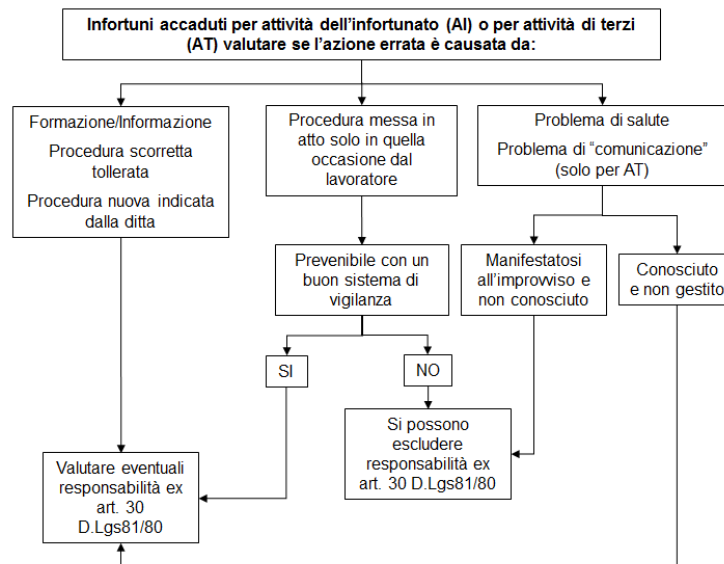 Infortuni accaduti per attività dell'infortunato (AI) o per attività di terzi
(AT) valutare se l'azione errata è causata da:
Formazione/Informazione
Procedura scorretta
tollerata
Procedura nuova indicata
dalla ditta
Procedura messa in
atto solo in quella
occasione dal
lavoratore
Problema di salute
Problema di "comunicazione"
(solo per AT)
Prevenibile con un
buon sistema di
vigilanza
Manifestatosi
all'improvviso e
non conosciuto
Conosciuto
e non gestito
SI
NO
Si possono
escludere
responsabilità ex
art. 30 D.Lgs81/80
Valutare eventuali
responsabilità ex
art. 30
D.Lgs81/80